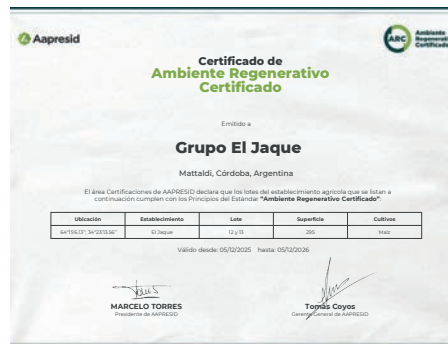 Aapresid
ARC
Ambiente
Regenerativo
Certificado
Certificado de
Ambiente Regenerativo
Certificado
Emitido a
Grupo El Jaque
Mattaldi, Córdoba, Argentina
El área Certificaciones de AAPRESID declara que los lotes del establecimiento agrícola que se listan a
continuación cumplen con los Principios del Estándar "Ambiente Regenerativo Certificado":
Ubicación Establecimiento Lote Superficie Cultivos
El Jaque 12 y 13 295 Maíz
Válido desde: 05/12/2025 hasta: 05/12/2026
MARCELO TORRES
Presidente de AAPRESID
Tomás Coyos
Gerente General de AAPRESID